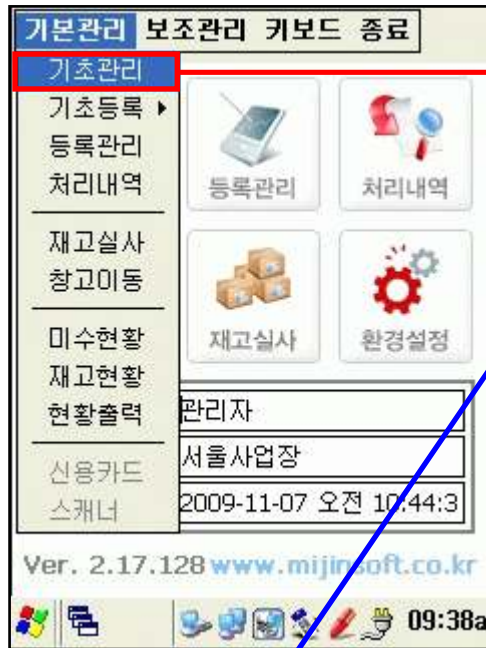 기본관리 보조관리 키보드 종료
기초관리
기초등록
등록관리
처리내역
재고실사
창고이동
미수현황
재고현황
현황출력
신용카드
스캐너
등록관리 처리내역
재고실사 환경설정
관리자
서울사업장
2009-11-07 오전 10:44:3
Ver. 2.17.128 www.mijinsoft.co.kr
09:38a